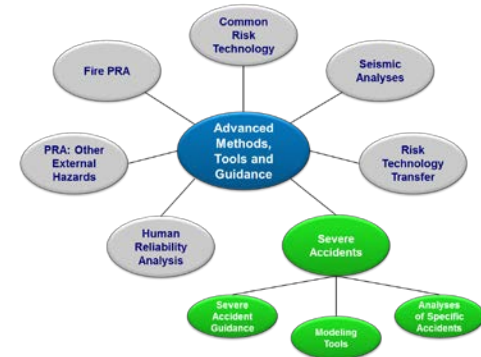 Common
Risk
Technology
Fire PRA
Seismic
Analyses
Advanced
Methods,
Tools and
Guidance
PRA: Other
External
Hazards
Risk
Technology
Transfer
Human
Reliability
Analysis
Severe
Accidents
Severe
Accident
Guidance
Modeling
Tools
Analyses
of Specific
Accidents